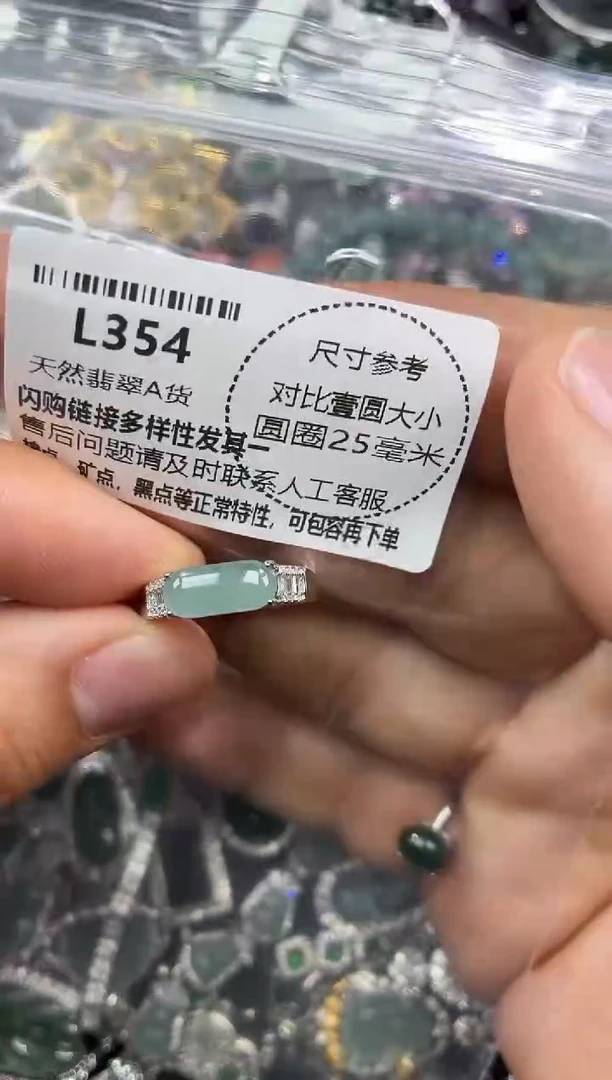 L354
天然翡翠A货
闪购链接多样性发其一
售后问题请及时联系人工客服
矿点，黑点等正常特性，可包容再下单
尺寸参考
对比壹圆大小
圆圈25毫米